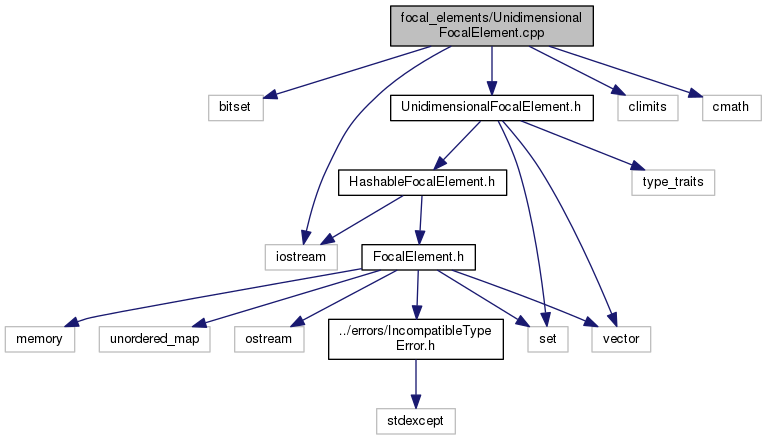 focal_elements/Unidimensional
FocalElement.cpp
bitset
UnidimensionalFocalElement.h
climits
cmath
HashableFocalElement.h
type_traits
iostream
FocalElement.h
memory
unordered_map
ostream
../errors/IncompatibleType
Error.h
set
vector
stdexcept